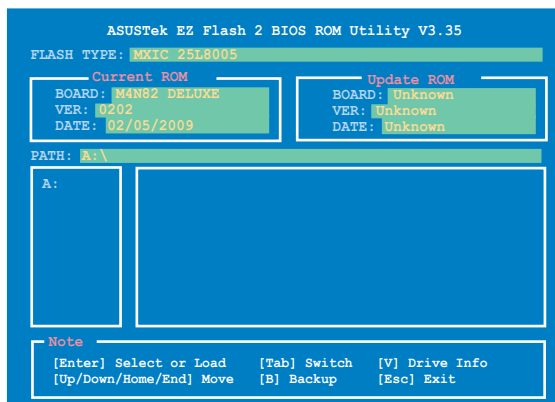 ASUSTek EZ Flash 2 BIOS ROM Utility V3.35
FLASH TYPE: MXIC 25L8005
Current ROM
BOARD: M4N82 DELUXE
VER: 0202
DATE: 02/05/2009
Update ROM
BOARD: Unknown
VER: Unknown
DATE: Unknown
PATH: A:\
A:
Note
[Enter] Select or Load [Tab] Switch [V] Drive Info
[Up/Down/Home/End] Move [B] Backup [Esc] Exit